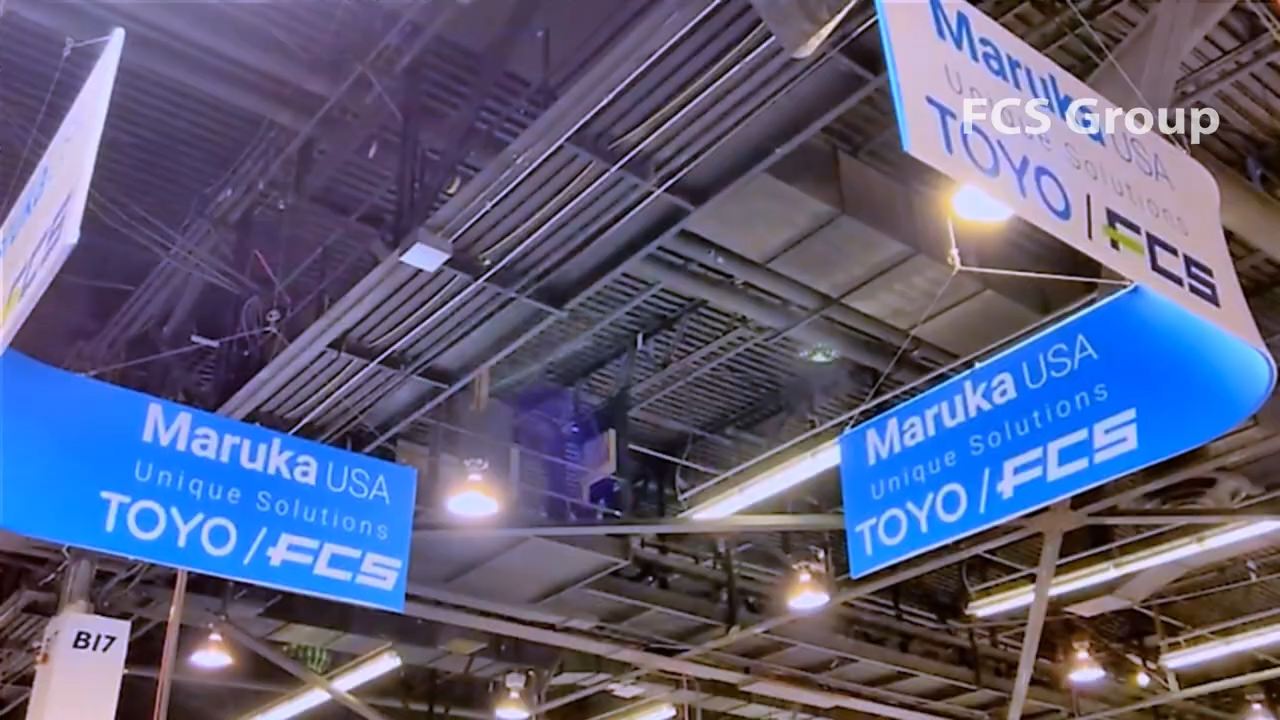 Maruka USA
Unique Solutions
TOYO | FCS
FCS Group
Maruka USA
Unique Solutions
TOYO / FCS
Maruka USA
Unique Solutions
TOYO / FCS
B17